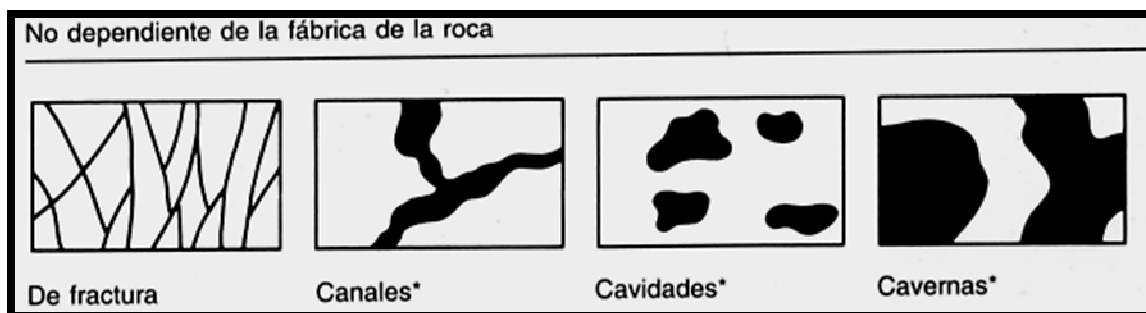 No dependiente de la fábrica de la roca
De fractura
Canales*
Cavidades*
Cavernas*